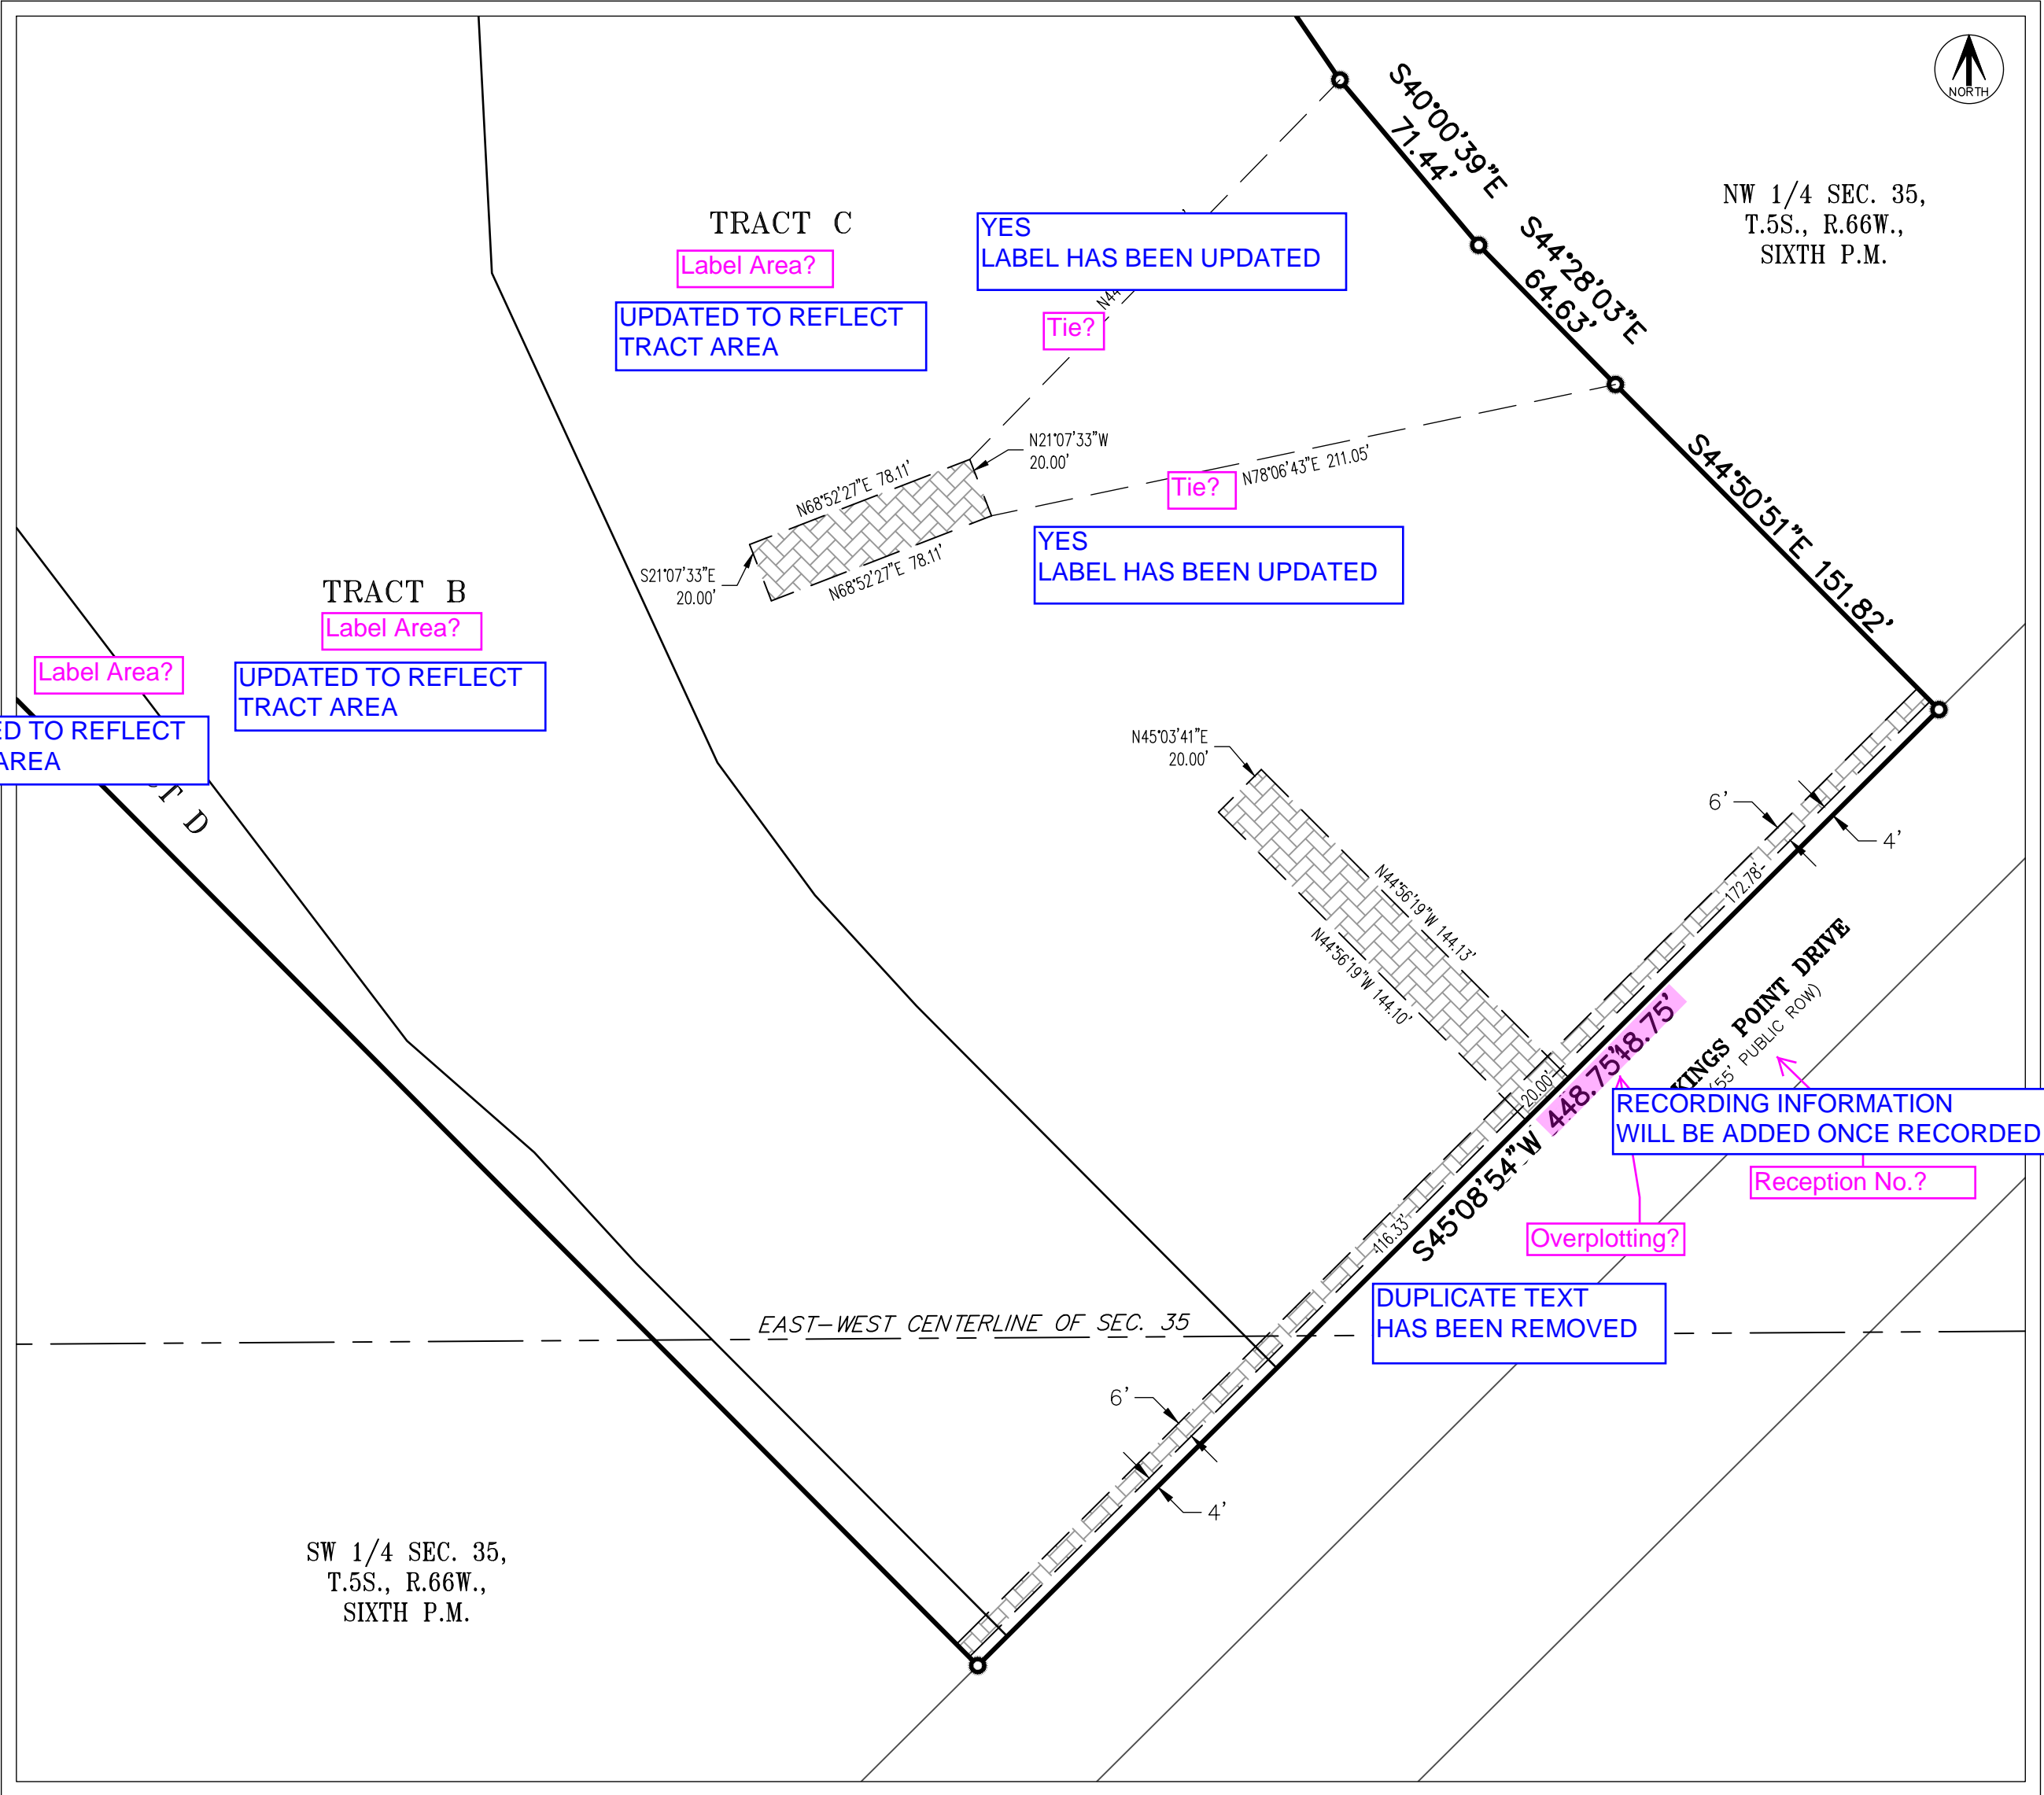 NORTH
S40°00'39"E
71.44'
S44°28'03"E
64.63'
NW 1/4 SEC. 35,
T.5S., R.66W.,
SIXTH P.M.
TRACT C
Label Area?
UPDATED TO REFLECT
TRACT AREA
YES
LABEL HAS BEEN UPDATED
N44
Tie?
N21°07'33"W
20.00'
N68°52'27"E 78.11'
Tie?
N78°06'43"E 211.05'
S44°50'51"E 151.82'
YES
LABEL HAS BEEN UPDATED
S21°07'33"E
20.00'
N68°52'27"E 78.11'
TRACT B
Label Area?
UPDATED TO REFLECT
TRACT AREA
Label Area?
ED TO REFLECT
AREA
T D
N45°03'41"E
20.00'
6'
4'
N44°56'19"W 144.13'
N44°56'19"W 144.10'
172.78'
KINGS POINT DRIVE
(55' PUBLIC ROW)
20.00'
S45°08'54"W 448.75'
48.75'
RECORDING INFORMATION
WILL BE ADDED ONCE RECORDED
Reception No.?
Overplotting?
116.33'
DUPLICATE TEXT
HAS BEEN REMOVED
EAST-WEST CENTERLINE OF SEC. 35
6'
4'
SW 1/4 SEC. 35,
T.5S., R.66W.,
SIXTH P.M.